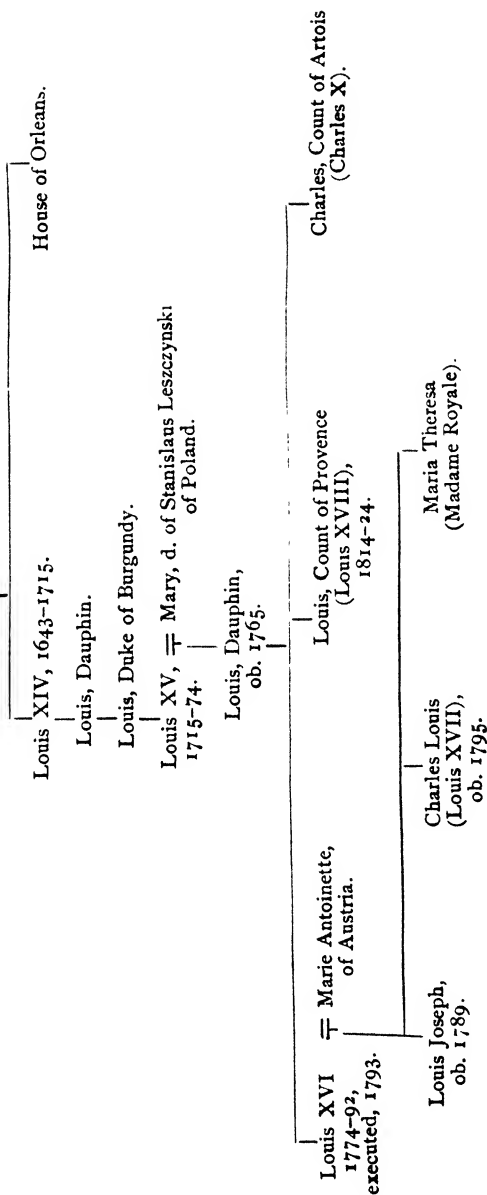 House of Orleans.
Louis XIV, 1643–1715.
Louis, Dauphin.
Louis, Duke of Burgundy.
Louis XV, = Mary, d. of Stanislaus Leszczynski
1715–74. of Poland.
Louis, Dauphin,
ob. 1765.
Louis XVI = Marie Antoinette,
1774–92, of Austria.
executed, 1793.
Louis, Count of Provence
(Louis XVIII),
1814–24.
Charles, Count of Artois
(Charles X).
Louis Joseph,
ob. 1789.
Charles Louis
(Louis XVII),
ob. 1795.
Maria Theresa
(Madame Royale).